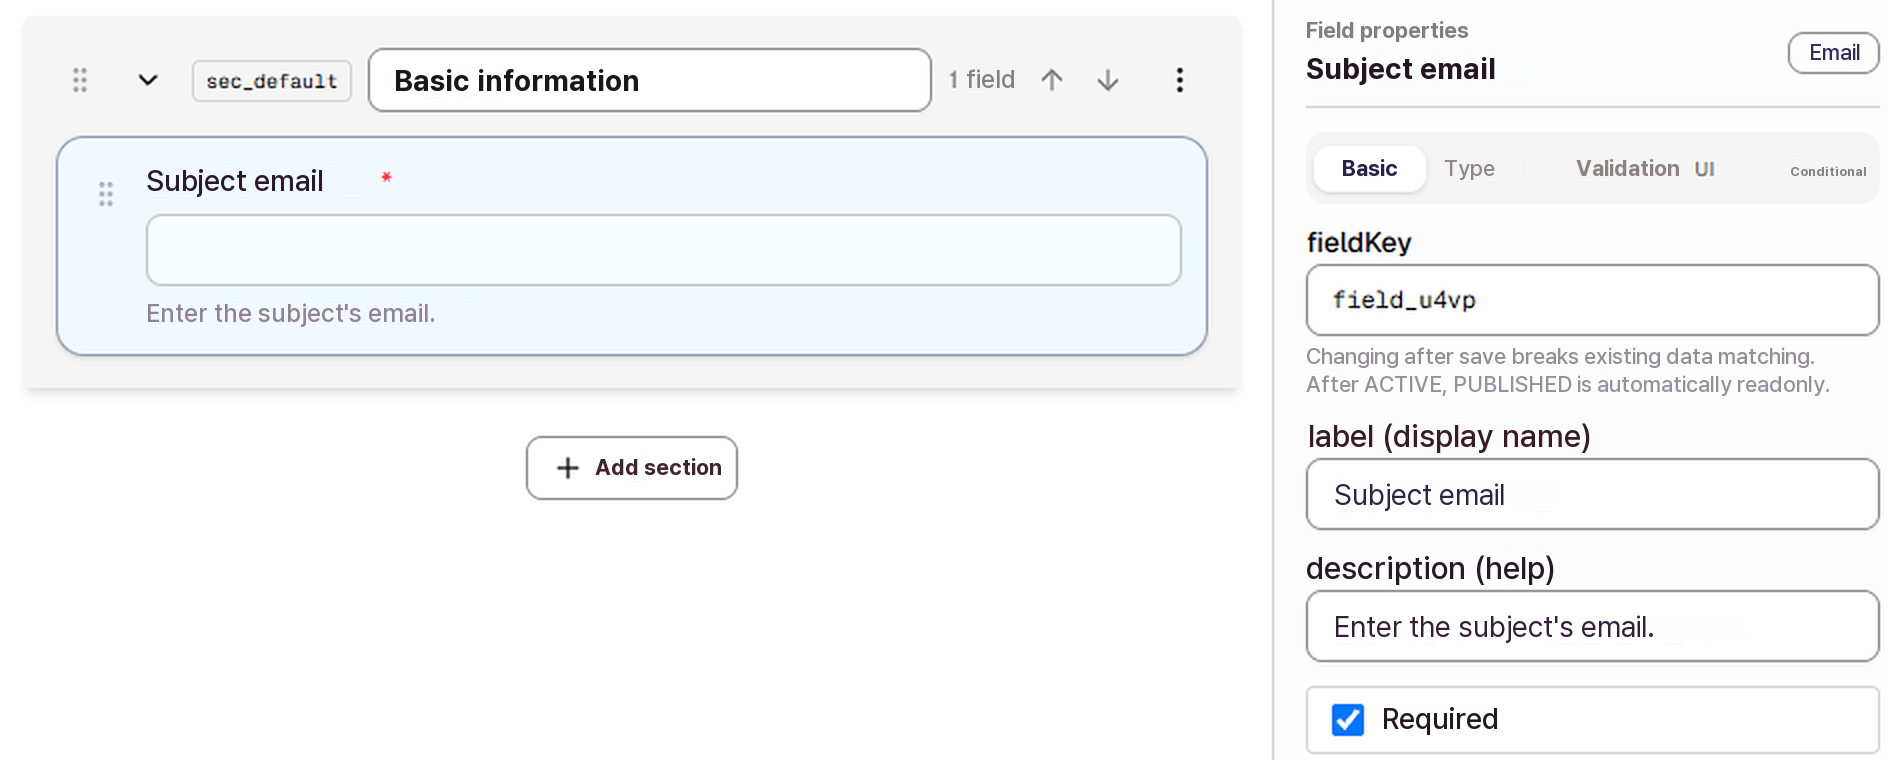 sec_default
Basic information
1 field
Subject email *
Enter the subject's email.
+ Add section
Field properties
Subject email
Email
Basic
Type
Validation
UI
Conditional
fieldKey
field_u4vp
Changing after save breaks existing data matching.
After ACTIVE, PUBLISHED is automatically readonly.
label (display name)
Subject email
description (help)
Enter the subject's email.
Required